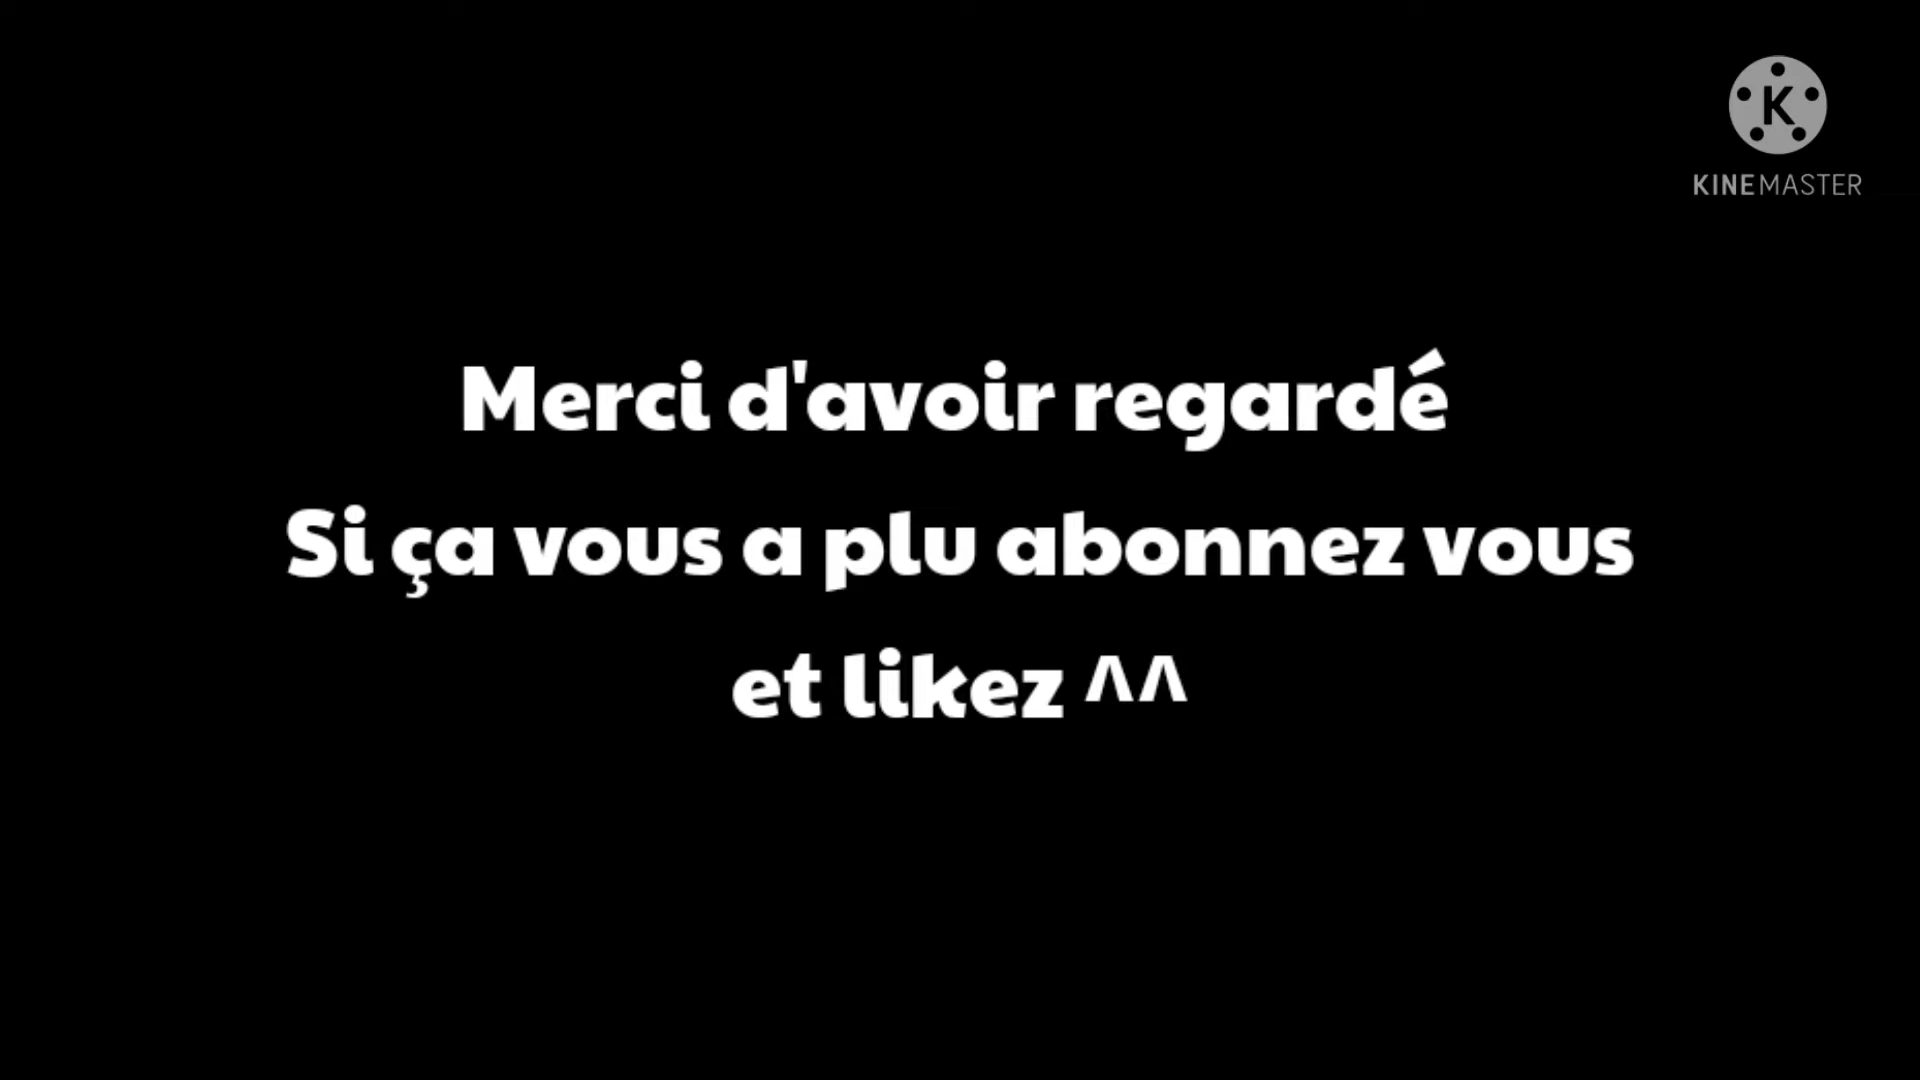 K
KINEMASTER
Merci d'avoir regardé
Si ça vous a plu abonnez vous
et likez ^^